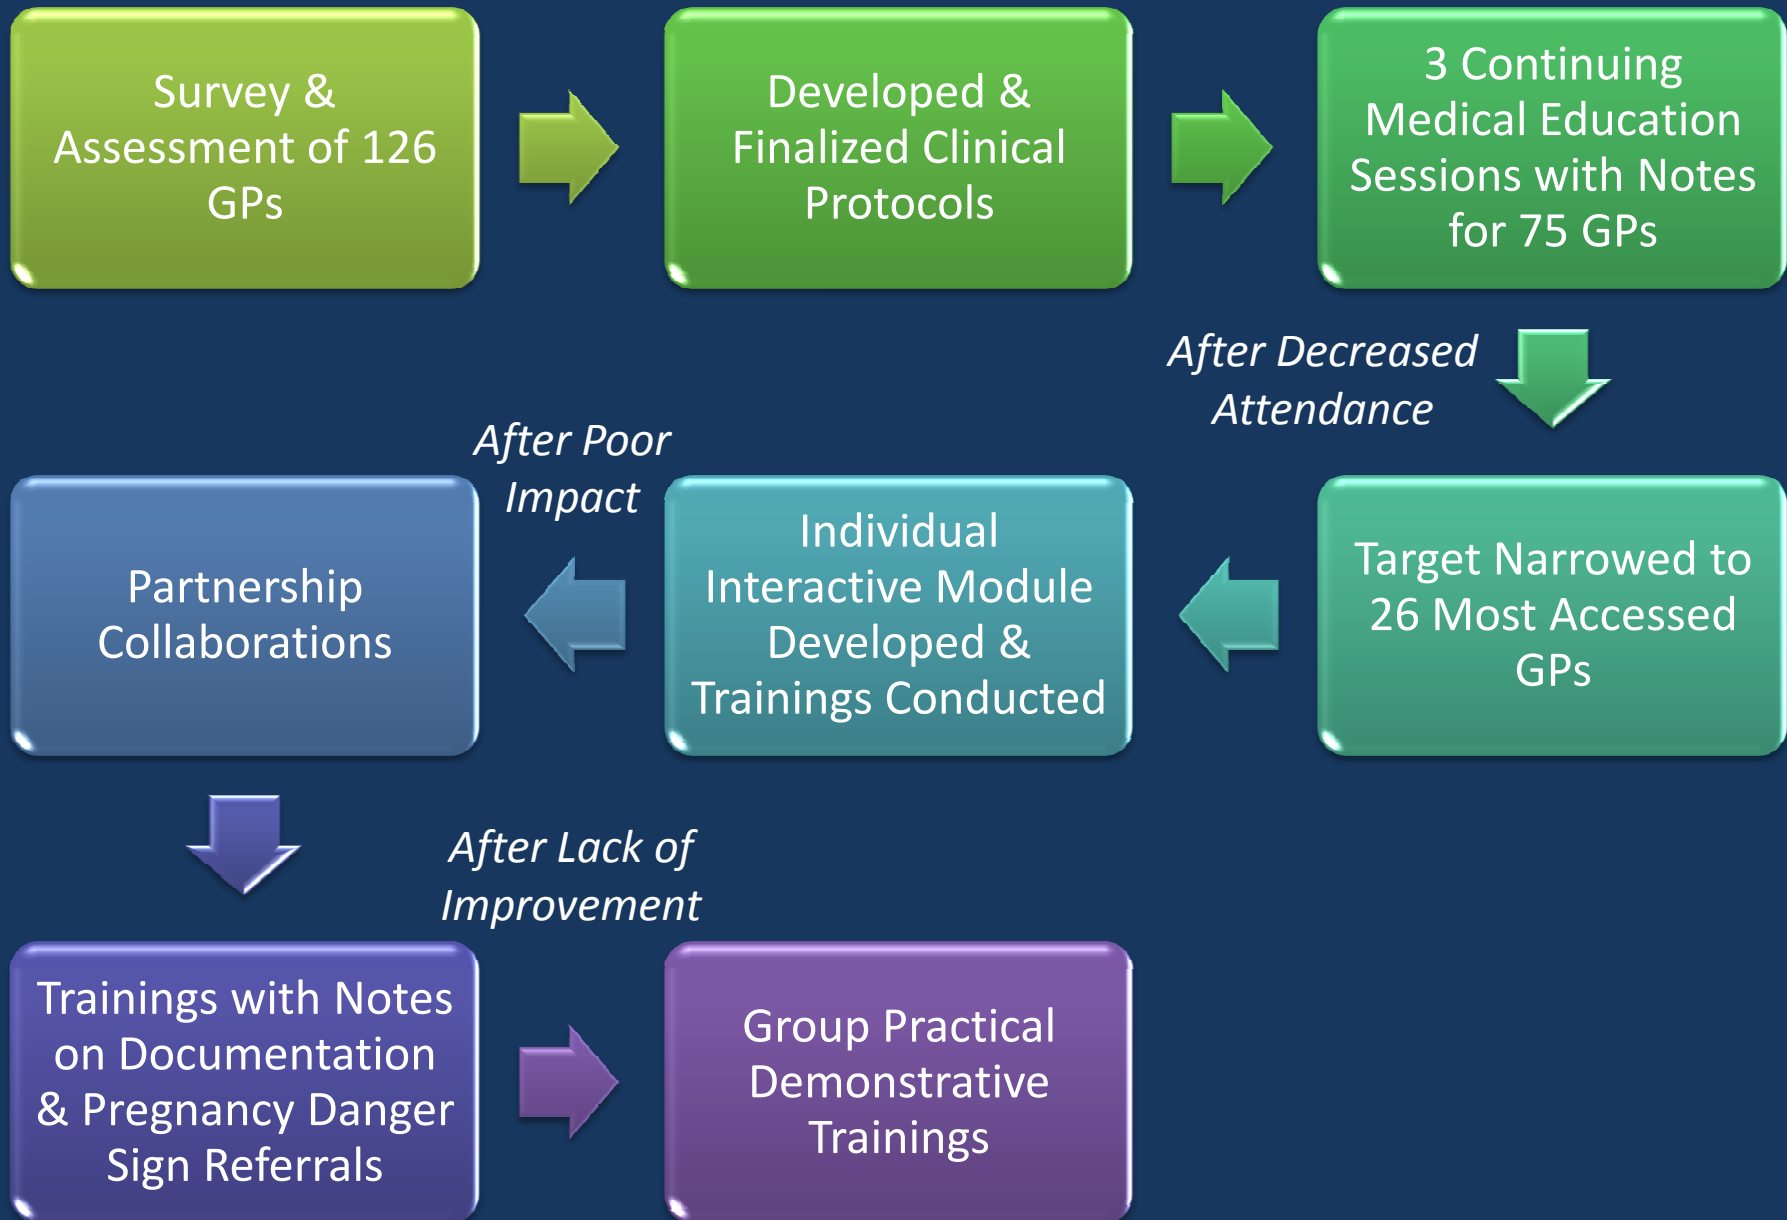 Survey &
Assessment of 126
GPs
Developed &
Finalized Clinical
Protocols
3 Continuing
Medical Education
Sessions with Notes
for 75 GPs
After Decreased
Attendance
Target Narrowed to
26 Most Accessed
GPs
Individual
Interactive Module
Developed &
Trainings Conducted
After Poor
Impact
Partnership
Collaborations
Trainings with Notes
on Documentation
& Pregnancy Danger
Sign Referrals
After Lack of
Improvement
Group Practical
Demonstrative
Trainings